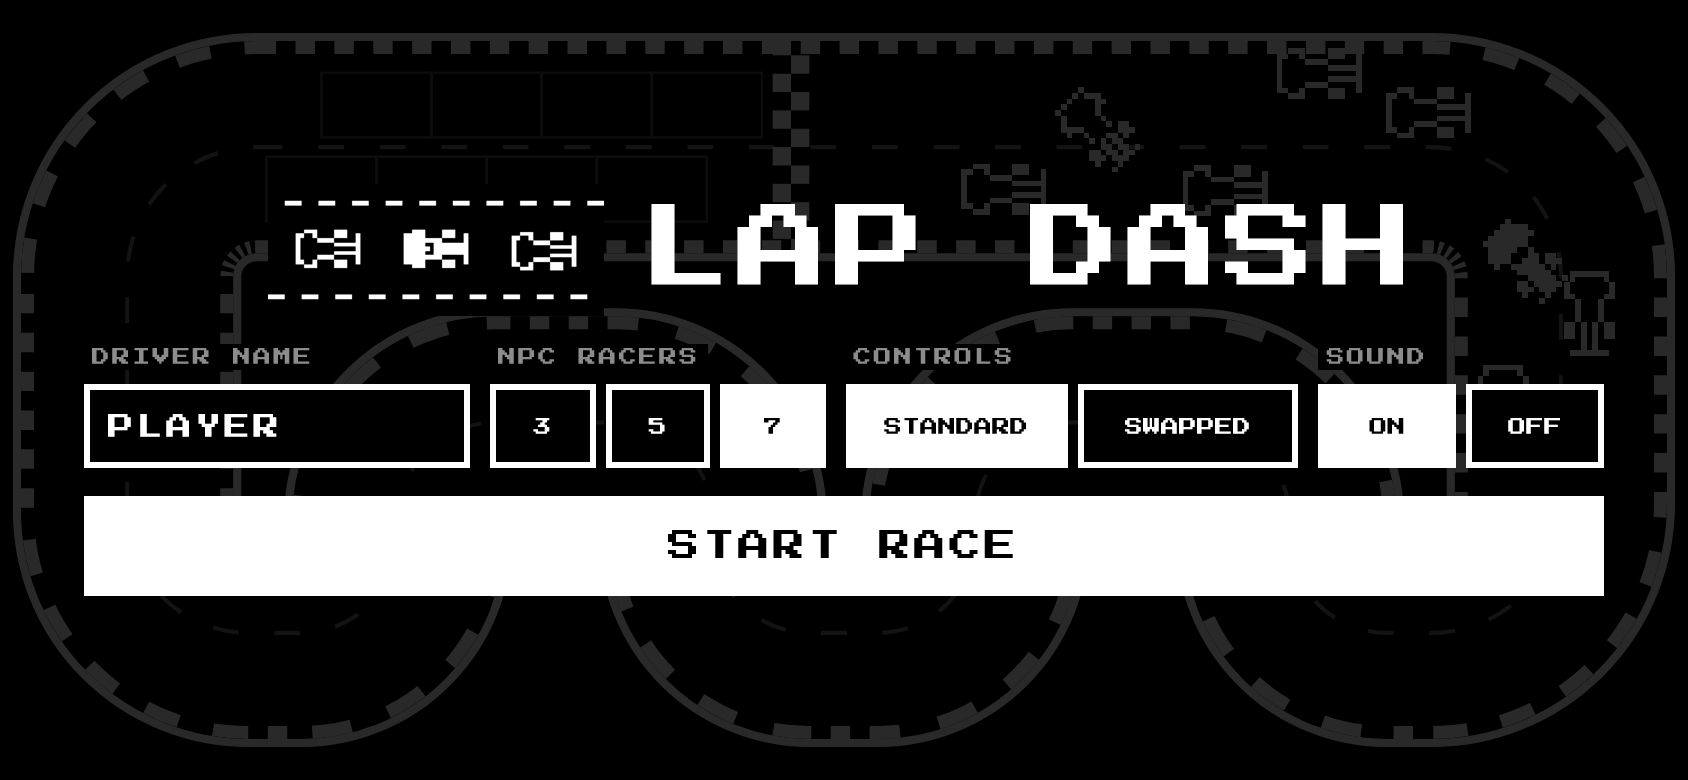 LAP DASH
DRIVER NAME NPC RACERS CONTROLS SOUND
PLAYER 3 5 7 STANDARD SWAPPED ON OFF
START RACE